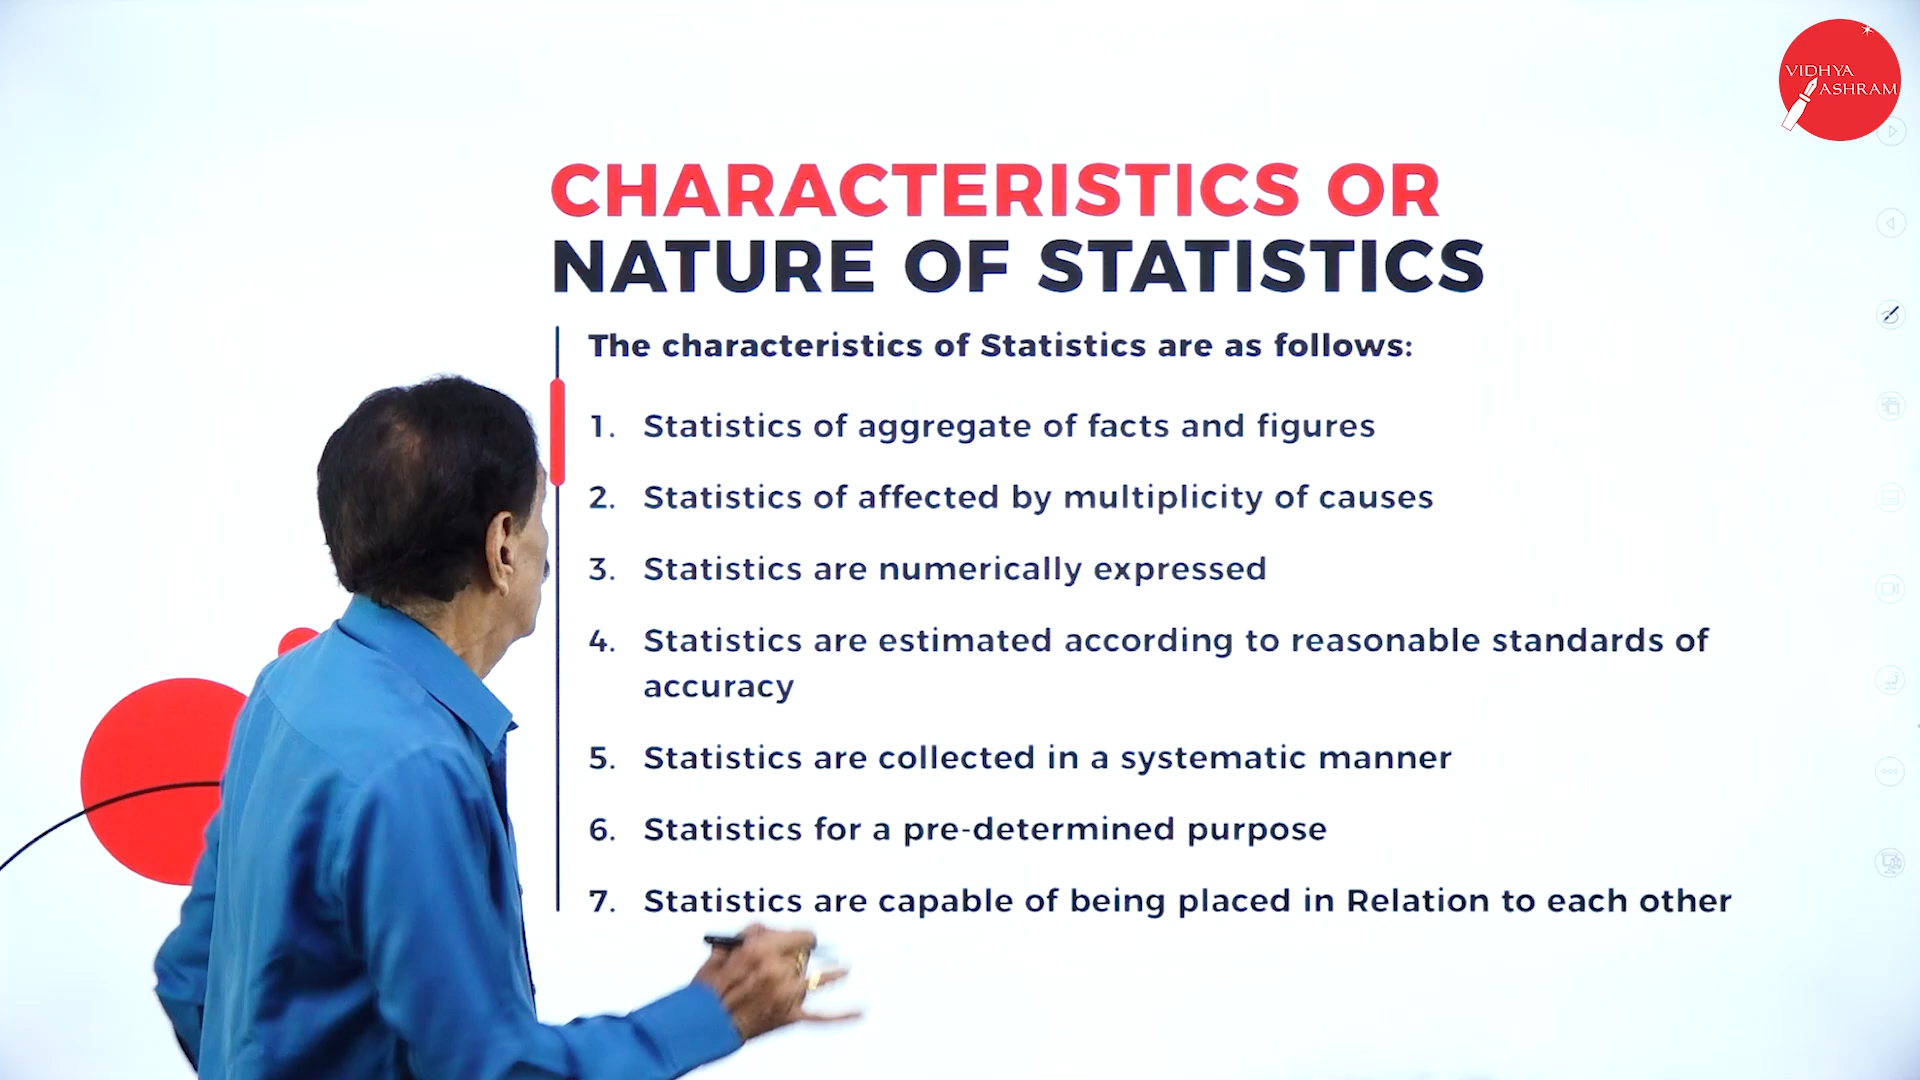 VIDHYA
ASHRAM
CHARACTERISTICS OR
NATURE OF STATISTICS
The characteristics of Statistics are as follows:
1. Statistics of aggregate of facts and figures
2. Statistics of affected by multiplicity of causes
3. Statistics are numerically expressed
4. Statistics are estimated according to reasonable standards of
accuracy
5. Statistics are collected in a systematic manner
6. Statistics for a pre-determined purpose
7. Statistics are capable of being placed in Relation to each other